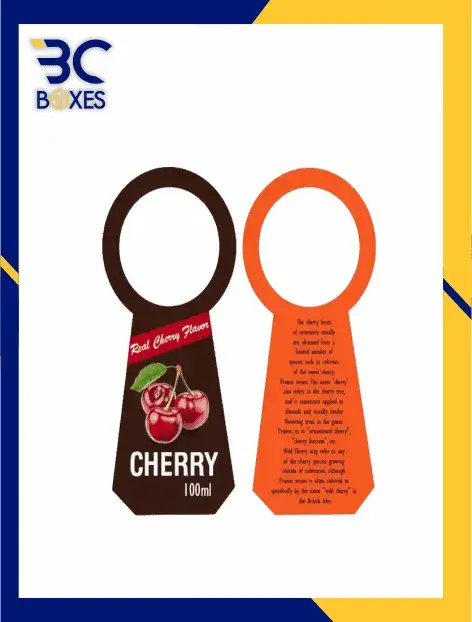 BC
BOXES
Real Cherry Flavor
CHERRY
100ml
The cherry fruits
of commerce usually
are obtained from a
limited number of
species such as cultivars
of the sweet cherry,
Prunus avium. The name 'cherry'
also refers to the cherry tree,
and is sometimes applied to
almonds and visually similar
flowering trees in the genus
Prunus, as in "ornamental cherry",
"cherry blossom", etc.
Wild Cherry may refer to any
of the cherry species growing
outside of cultivation, although
Prunus avium is often referred to
specifically by the name "wild cherry" in
the British Isles.